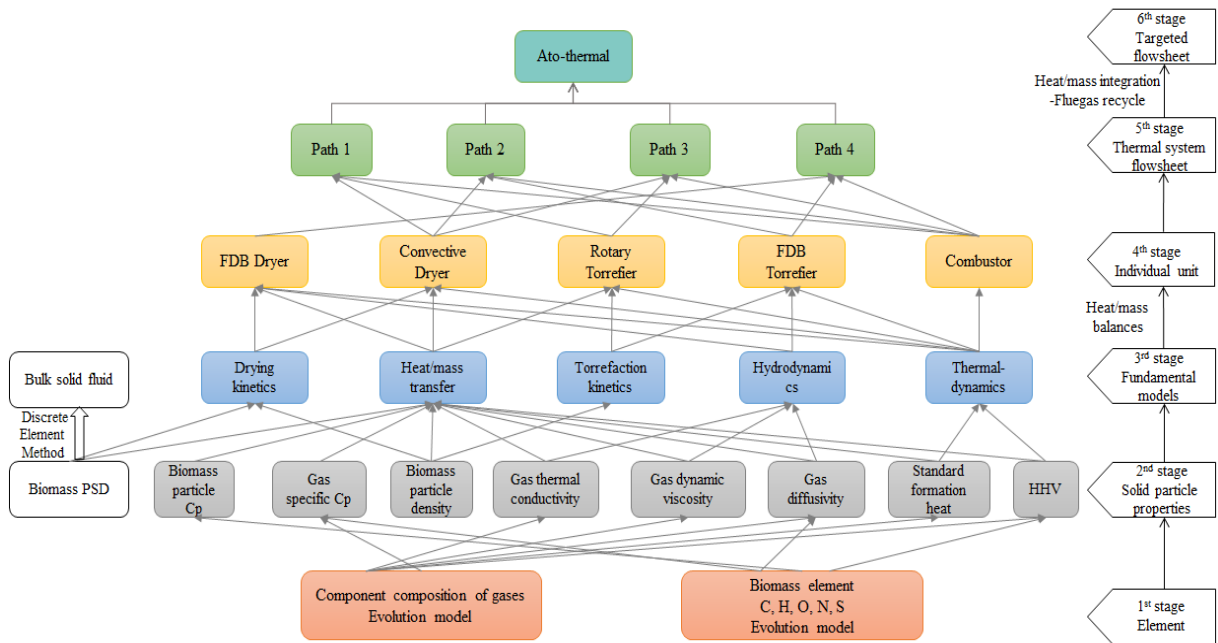 Ato-thermal
Path 1
Path 2
Path 3
Path 4
FDB Dryer
Convective
Dryer
Rotary
Torrefier
FDB
Torrefier
Combustor
Bulk solid fluid
Drying
kinetics
Heat/mass
transfer
Torrefaction
kinetics
Hydrodynami
cs
Thermal-
dynamics
Discrete
Element
Method
Biomass PSD
Biomass
particle
Cp
Gas
specific Cp
Biomass
particle
density
Gas thermal
conductivity
Gas dynamic
viscosity
Gas
diffusivity
Standard
formation
heat
HHV
Component composition of gases
Evolution model
Biomass element
C, H, O, N, S
Evolution model
6th stage
Targeted
flowsheet
Heat/mass integration
-Fluegas recycle
5th stage
Thermal system
flowsheet
4th stage
Individual unit
Heat/mass
balances
3rd stage
Fundamental
models
2nd stage
Solid particle
properties
1st stage
Element